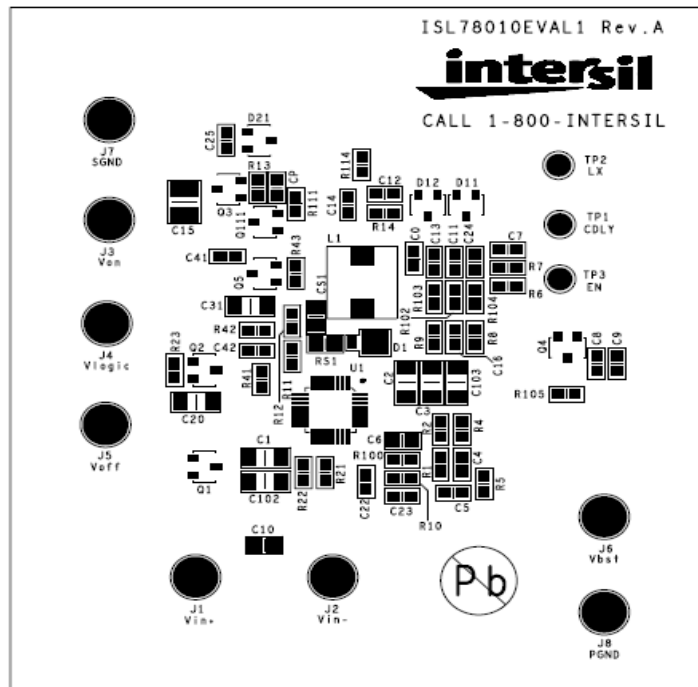 ISL78010EVAL1 Rev.A
intersil
CALL 1-800-INTERSIL
J7
SGND
C25
D21
R114
TP2
LX
R13
CP
C12
D12
D11
C15
Q3
Q111
R111
C14
R14
J3
Von
TP1
CDLY
L1
C0
C13
C11
C24
C7
C41
Q5
R43
R7
TP3
EN
R6
C31
CS1
R103
R104
R102
J4
Vlogic
R42
C42
R23
Q2
R41
R12
R11
RS1
D1
R9
R8
C16
Q4
C8
C9
U1
C2
C3
C103
R105
C20
J5
Voff
C1
C6
R2
R4
R100
R1
C4
Q1
C102
R22
R21
C22
C23
R10
C5
R5
C10
J6
Vbst
Pb
J1
Vin+
J2
Vin-
J8
PGND